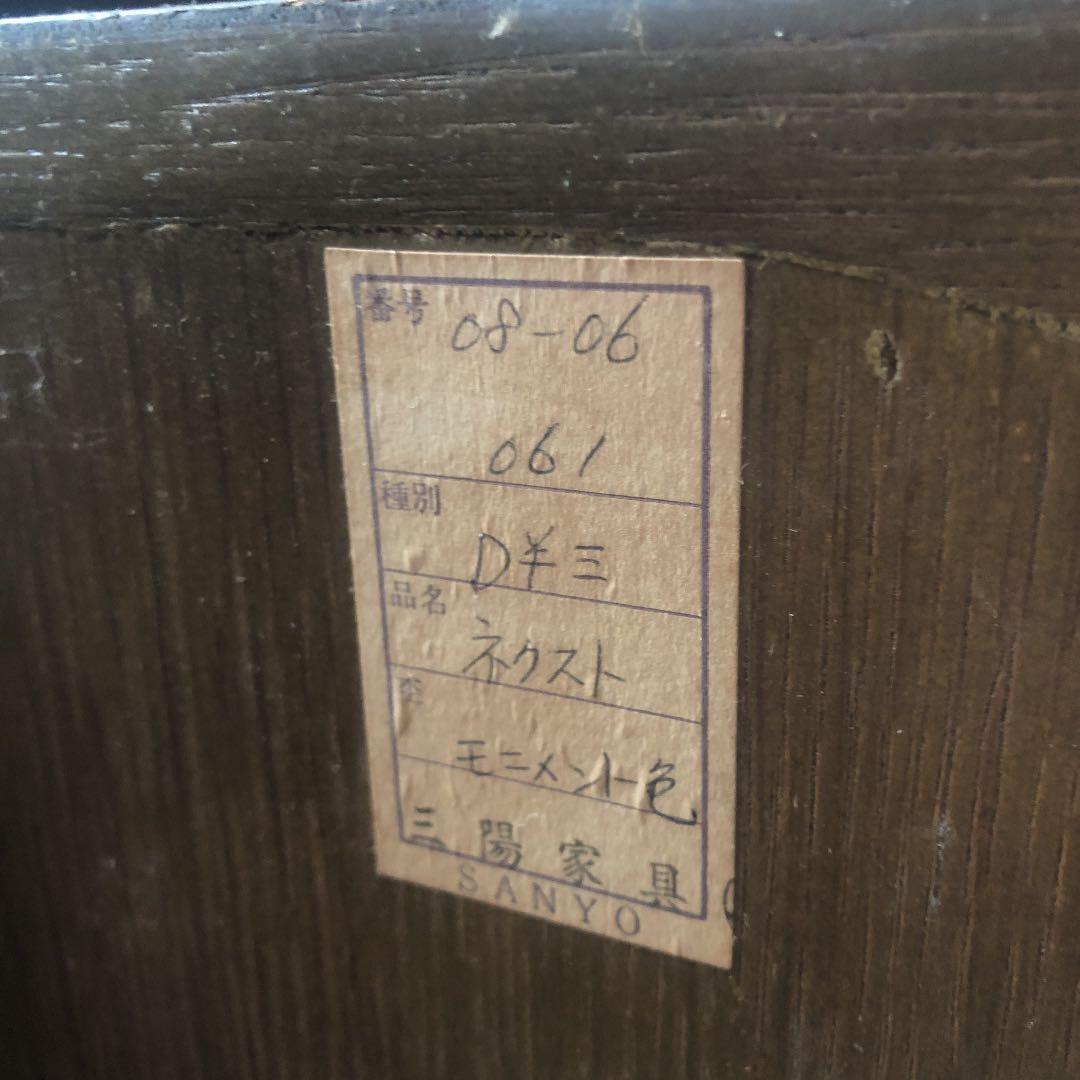 番号 08-06
061
種別
D半三
品名
ネクスト
モニメント色
三陽家具
SANYO